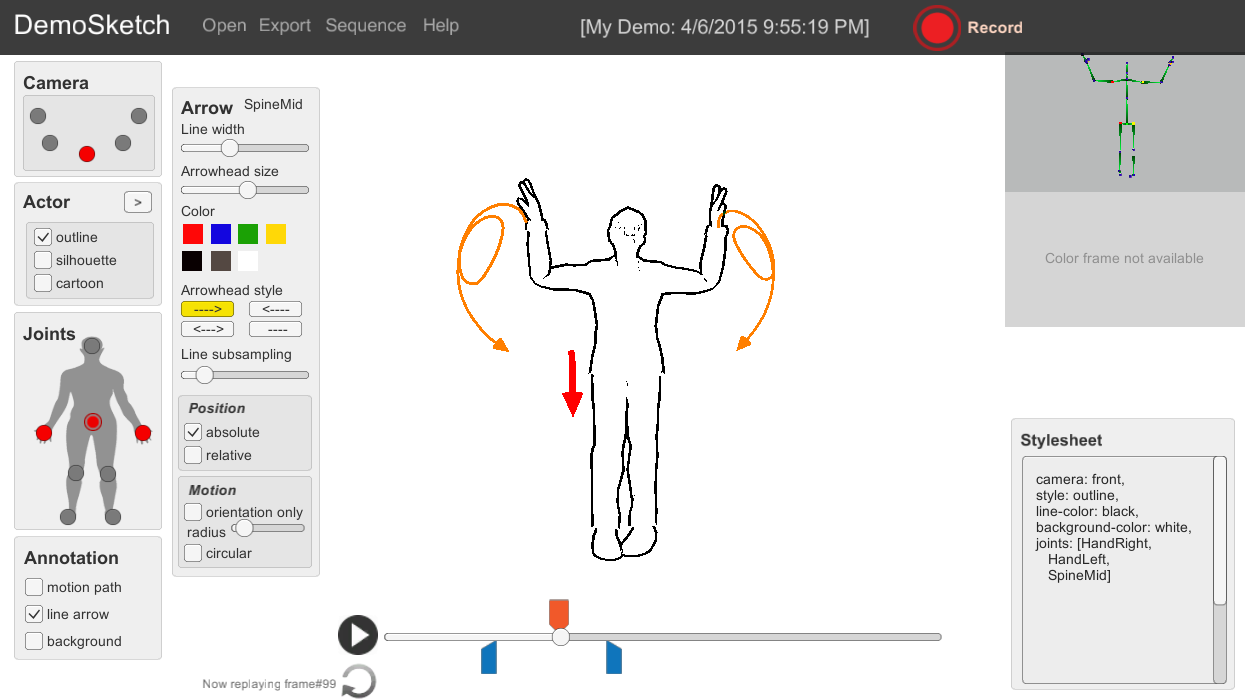 DemoSketch
Open Export Sequence Help
[My Demo: 4/6/2015 9:55:19 PM]
Record
Camera
Actor
>
outline
silhouette
cartoon
Joints
Annotation
motion path
line arrow
background
Arrow SpineMid
Line width
Arrowhead size
Color
Arrowhead style
----> <----
<---> ----
Line subsampling
Position
absolute
relative
Motion
orientation only
radius
circular
Now replaying frame#99
Color frame not available
Stylesheet
camera: front,
style: outline,
line-color: black,
background-color: white,
joints: [HandRight,
HandLeft,
SpineMid]